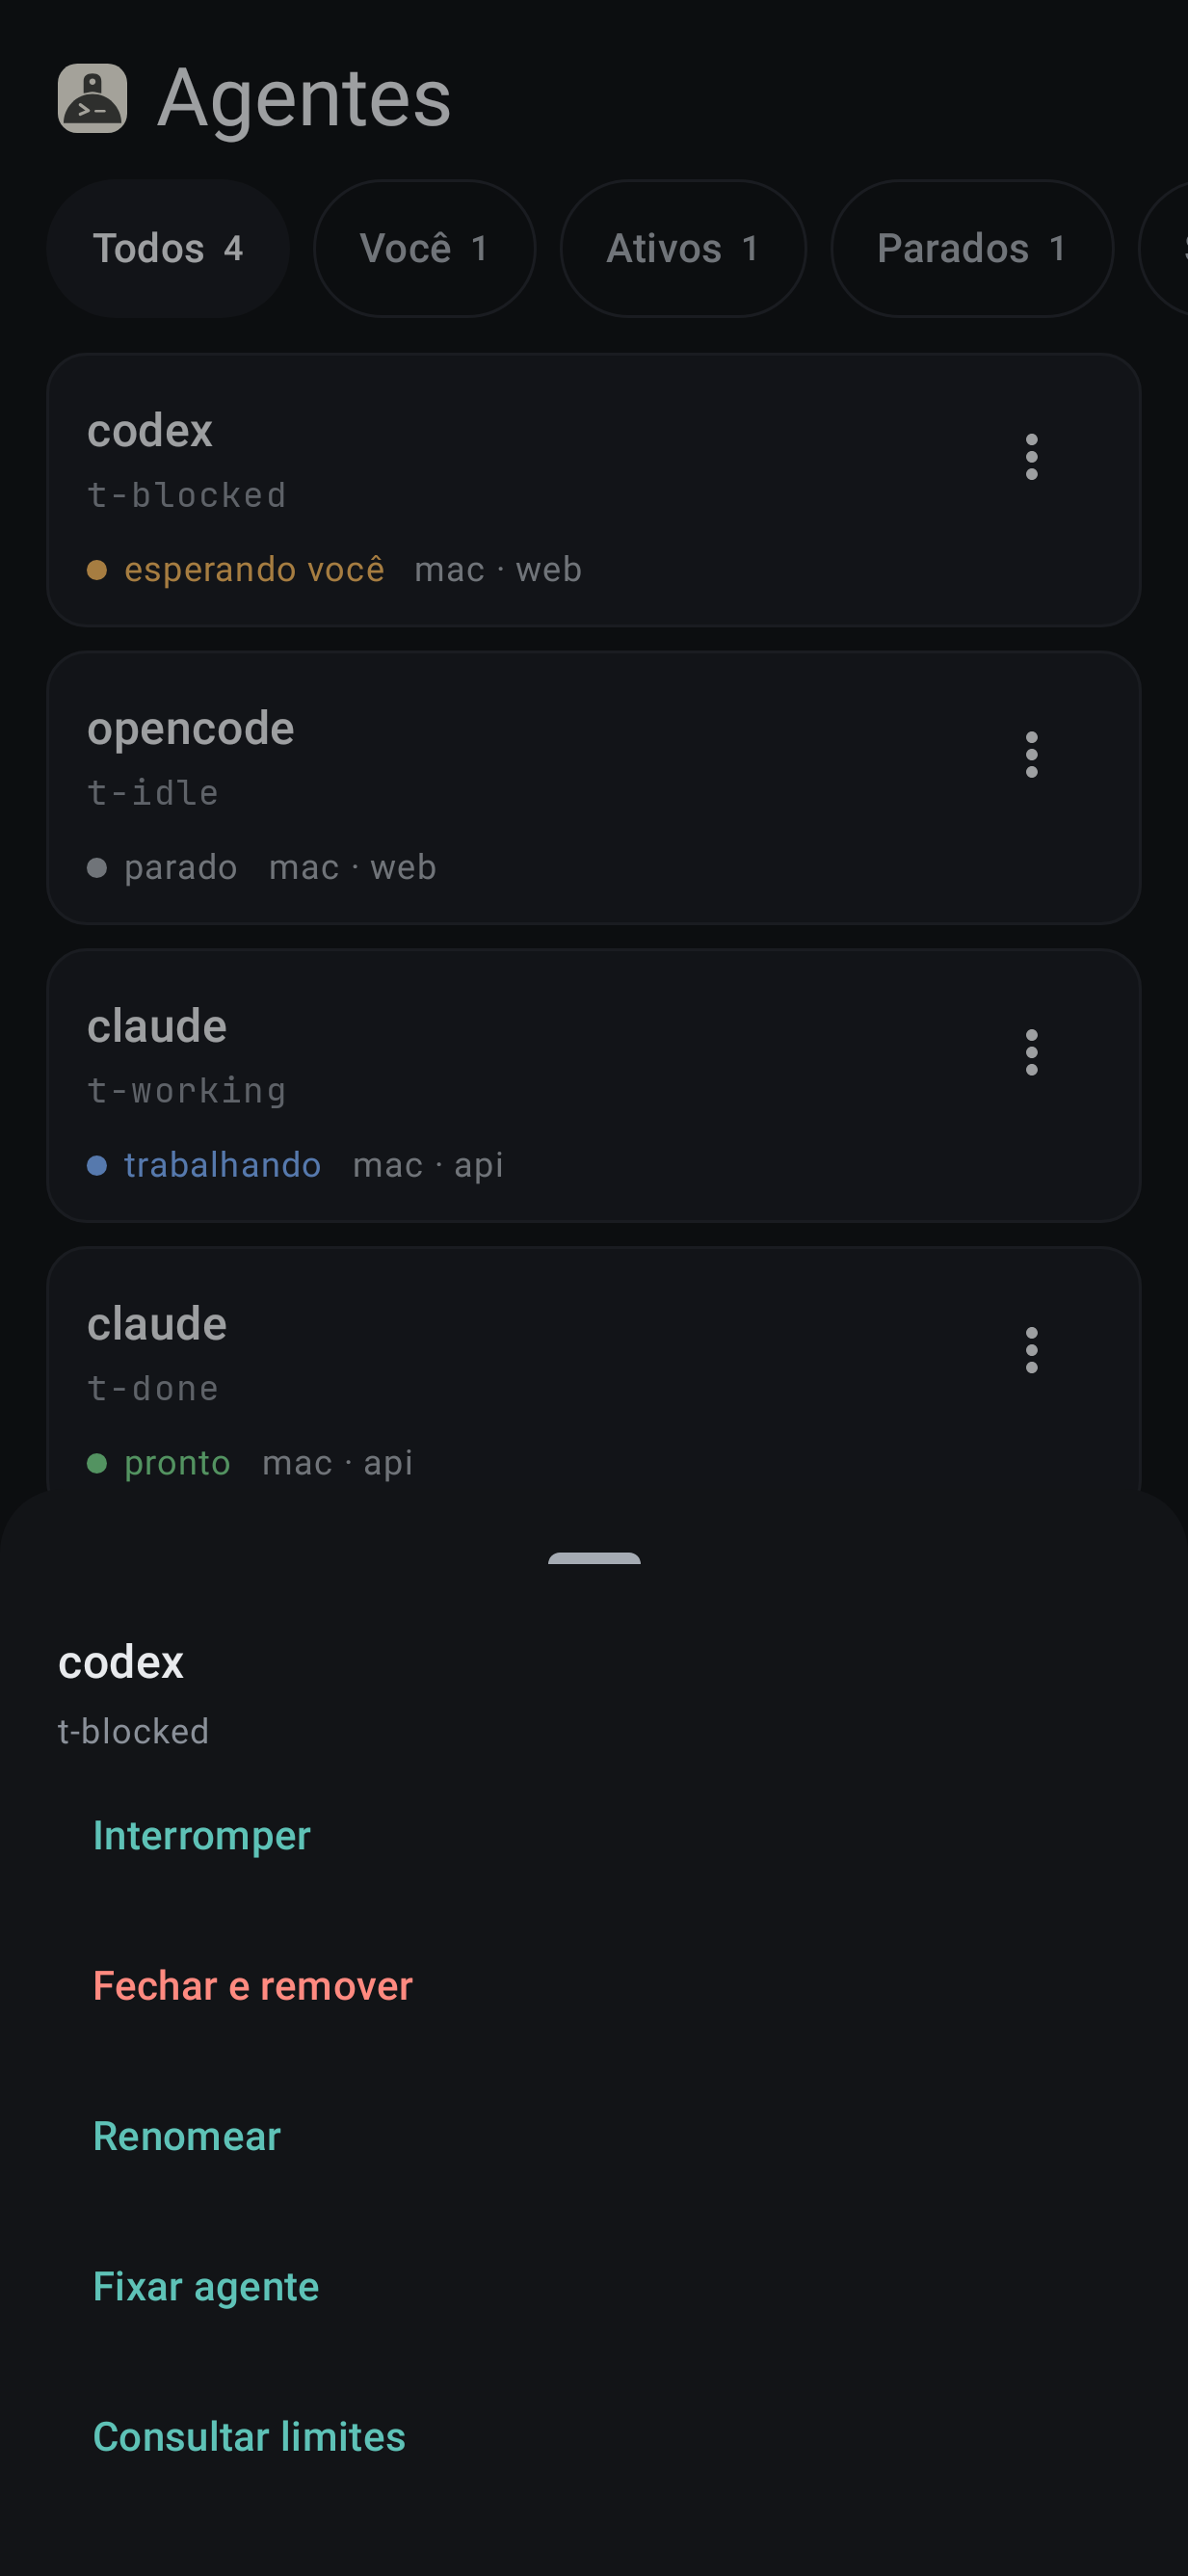 >_
Agentes
Todos 4 Você 1 Ativos 1 Parados 1
codex
t-blocked
esperando você mac · web
opencode
t-idle
parado mac · web
claude
t-working
trabalhando mac · api
claude
t-done
pronto mac · api
codex
t-blocked
Interromper
Fechar e remover
Renomear
Fixar agente
Consultar limites